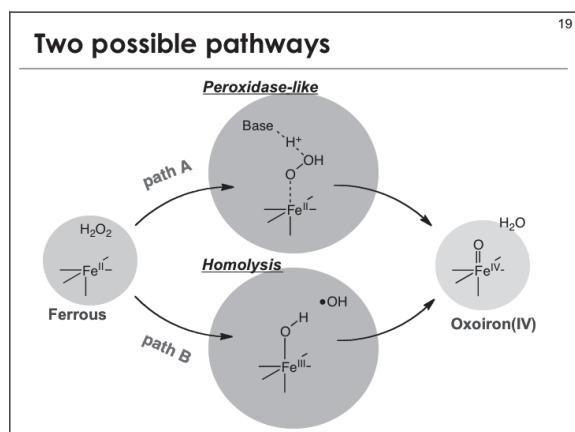 19
Two possible pathways
Peroxidase-like
Base
H⁺
OH
O
Feᴵᴵ
path A
H₂O₂
Feᴵᴵ
Ferrous
Homolysis
H
•OH
O
Feᴵᴵᴵ
path B
H₂O
O
Feᴵⱽ
Oxoiron(IV)